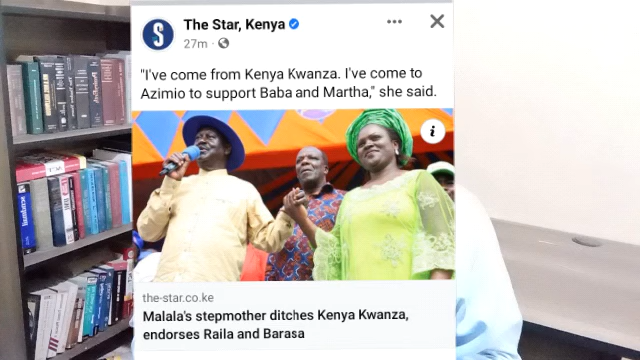 The Star, Kenya
27m
"I've come from Kenya Kwanza. I've come to
Azimio to support Baba and Martha," she said.
the-star.co.ke
Malala's stepmother ditches Kenya Kwanza,
endorses Raila and Barasa